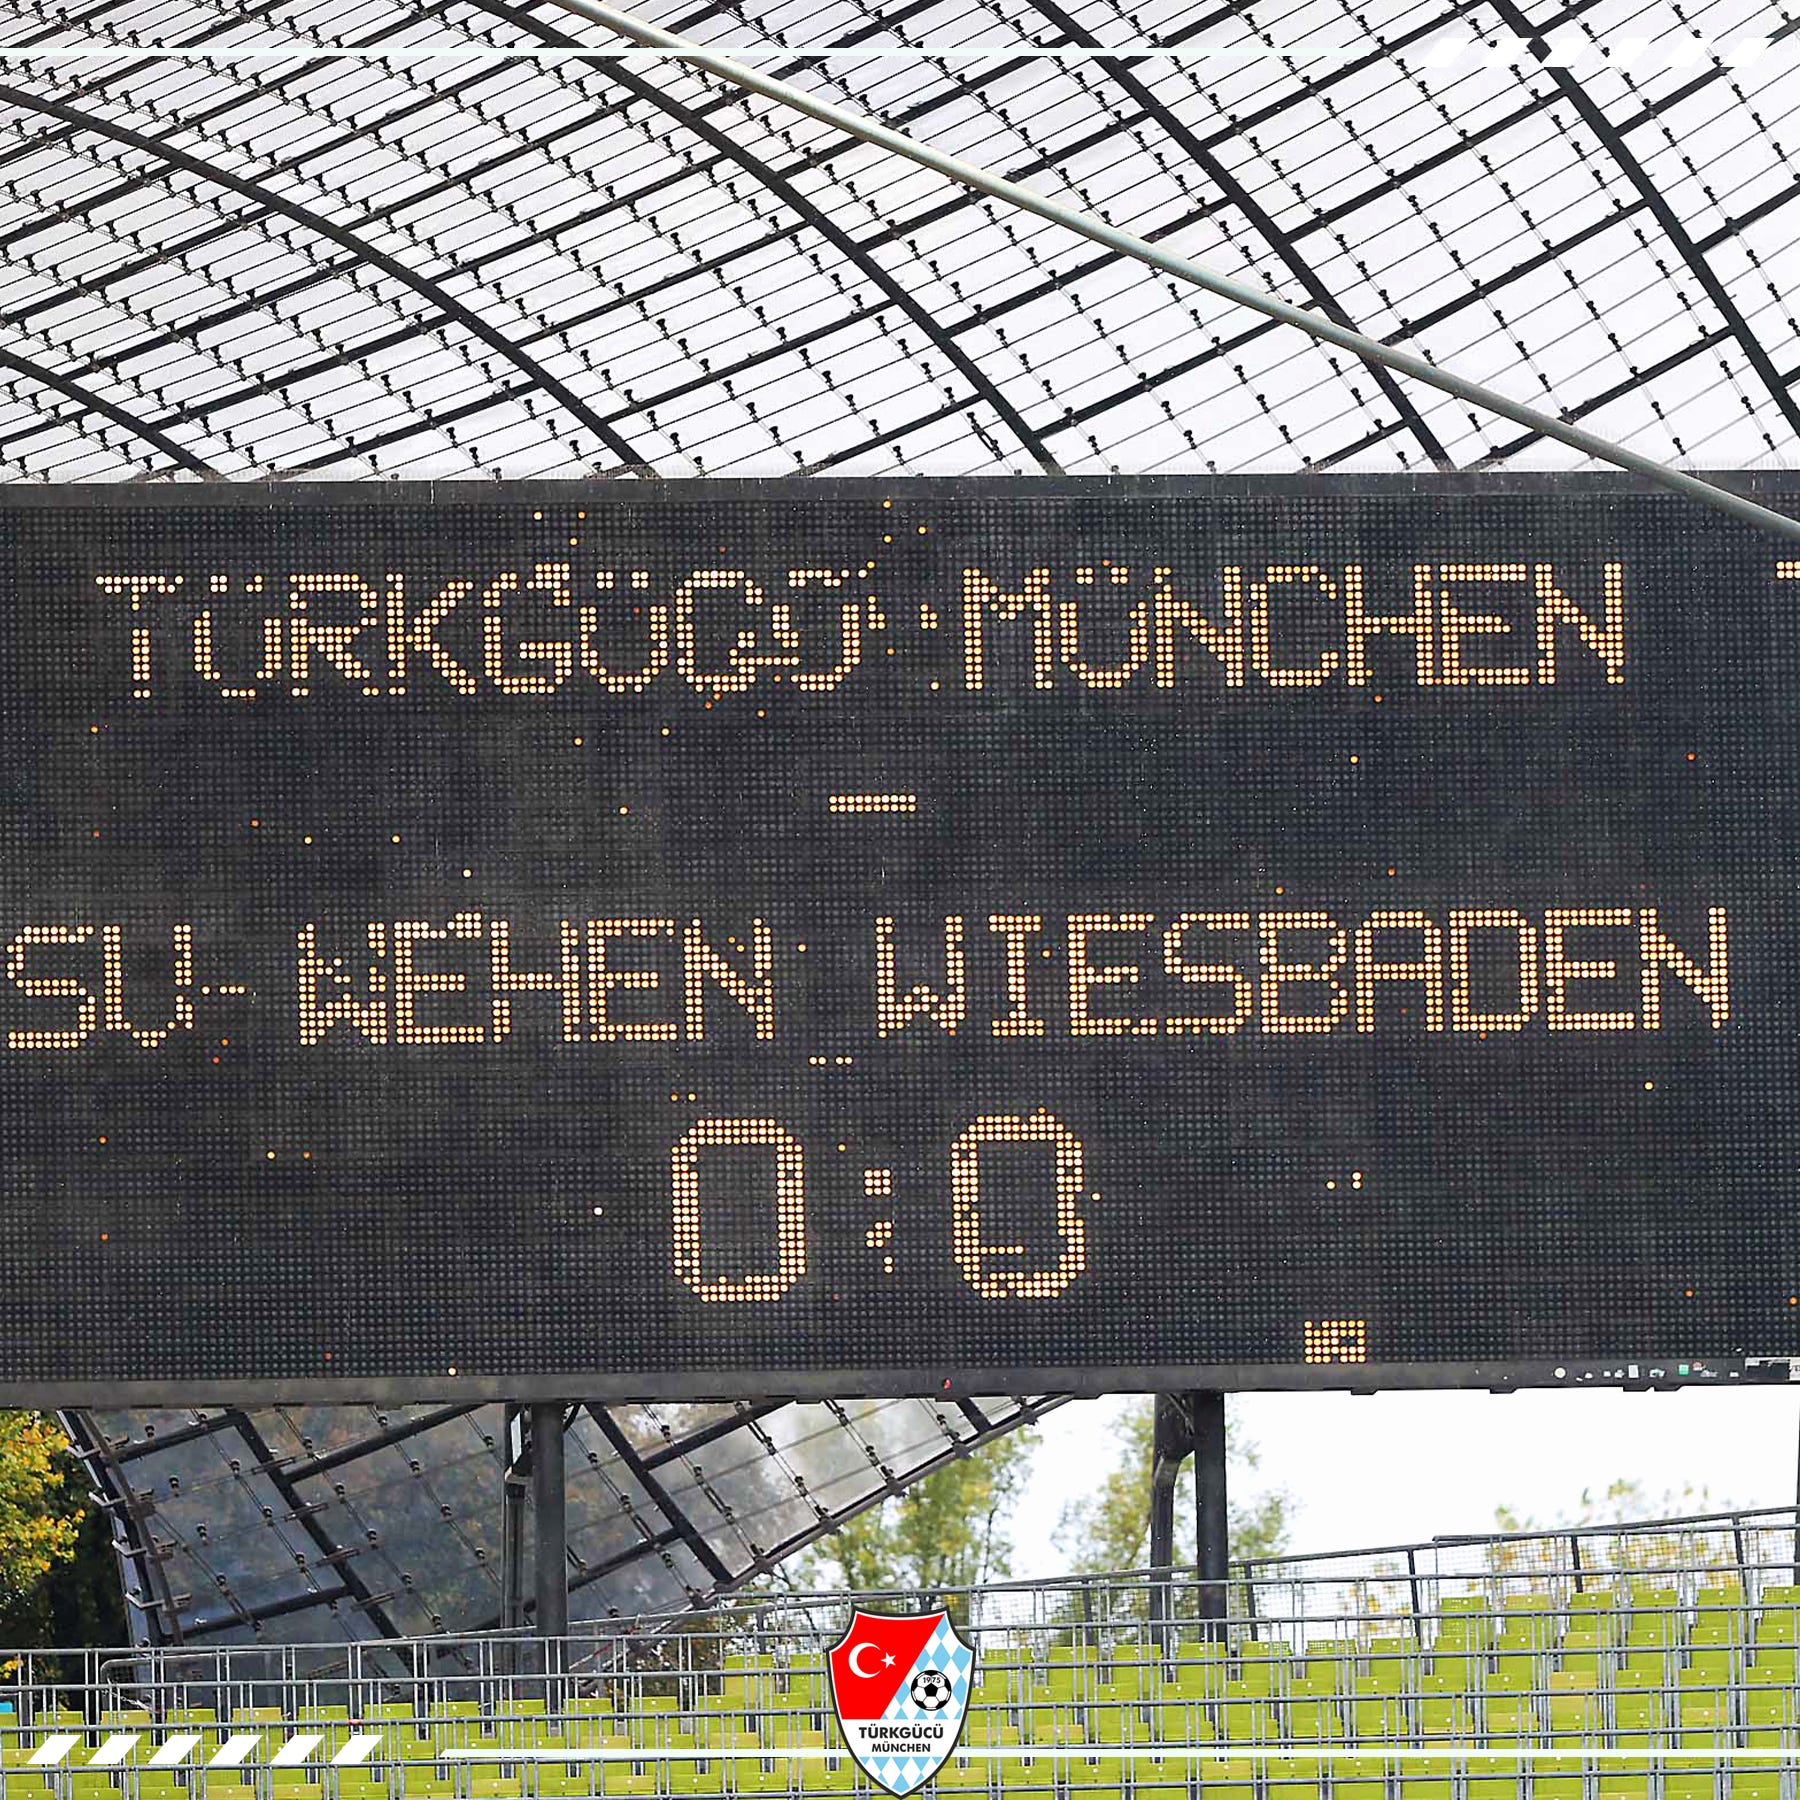 TÜRKGÜCÜ MÜNCHEN
-
SV WEHEN WIESBADEN
0:0
1975
TÜRKGÜCÜ
MÜNCHEN